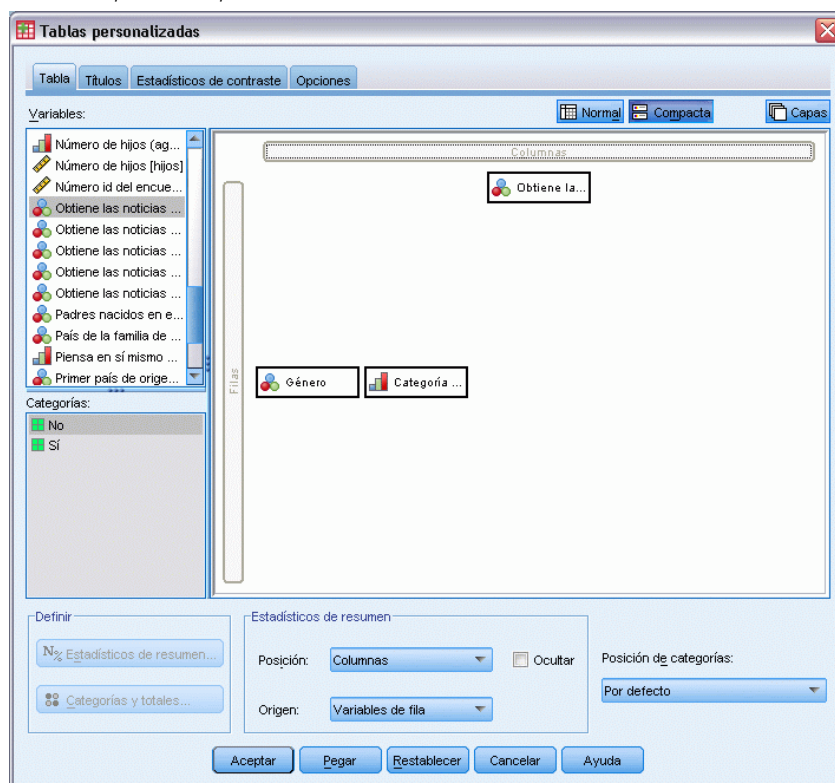 Tablas personalizadas
Tabla Títulos Estadísticos de contraste Opciones
Variables:
Normal Compacta Capas
Número de hijos (ag...
Número de hijos [hijos]
Número id del encue...
Obtiene las noticias ...
Obtiene las noticias ...
Obtiene las noticias ...
Obtiene las noticias ...
Obtiene las noticias ...
Padres nacidos en e...
País de la familia de ...
Piensa en sí mismo ...
Primer país de orige...
Columnas
Obtiene la...
Filas
Género
Categoría ...
Categorías:
No
Sí
Definir
N% Estadísticos de resumen...
Categorías y totales...
Estadísticos de resumen
Posición: Columnas Ocultar
Origen: Variables de fila
Posición de categorías:
Por defecto
Aceptar Pegar Restablecer Cancelar Ayuda